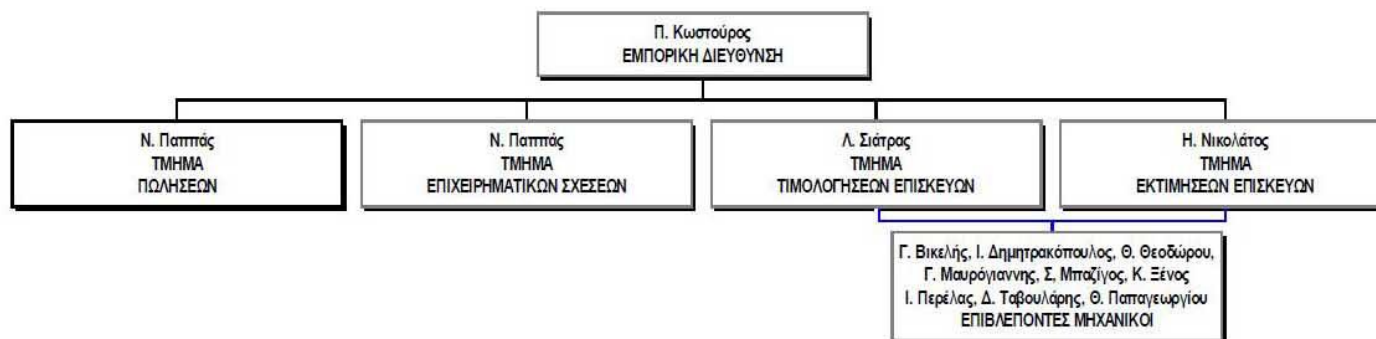 Π. Κωστούρος
ΕΜΠΟΡΙΚΗ ΔΙΕΥΘΥΝΣΗ
Ν. Παππάς
ΤΜΗΜΑ
ΠΩΛΗΣΕΩΝ
Ν. Παππάς
ΤΜΗΜΑ
ΕΠΙΧΕΙΡΗΜΑΤΙΚΩΝ ΣΧΕΣΕΩΝ
Λ. Σιάτρας
ΤΜΗΜΑ
ΤΙΜΟΛΟΓΗΣΕΩΝ ΕΠΙΣΚΕΥΩΝ
Η. Νικολάτος
ΤΜΗΜΑ
ΕΚΤΙΜΗΣΕΩΝ ΕΠΙΣΚΕΥΩΝ
Γ. Βικελής, Ι. Δημητρακόπουλος, Θ. Θεοδώρου,
Γ. Μαυρόγιαννης, Σ, Μπαζίγος, Κ. Ξένος
Ι. Περέλας, Δ. Ταβουλάρης, Θ. Παπαγεωργίου
ΕΠΙΒΛΕΠΟΝΤΕΣ ΜΗΧΑΝΙΚΟΙ